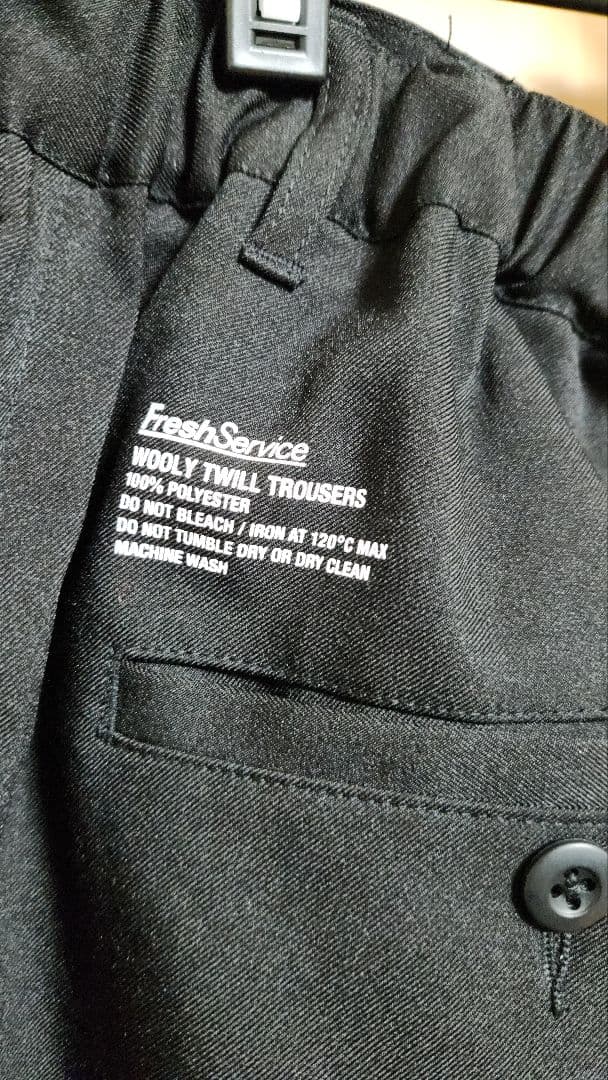 FreshService
WOOLY TWILL TROUSERS
100% POLYESTER
DO NOT BLEACH / IRON AT 120°C MAX
DO NOT TUMBLE DRY OR DRY CLEAN
MACHINE WASH